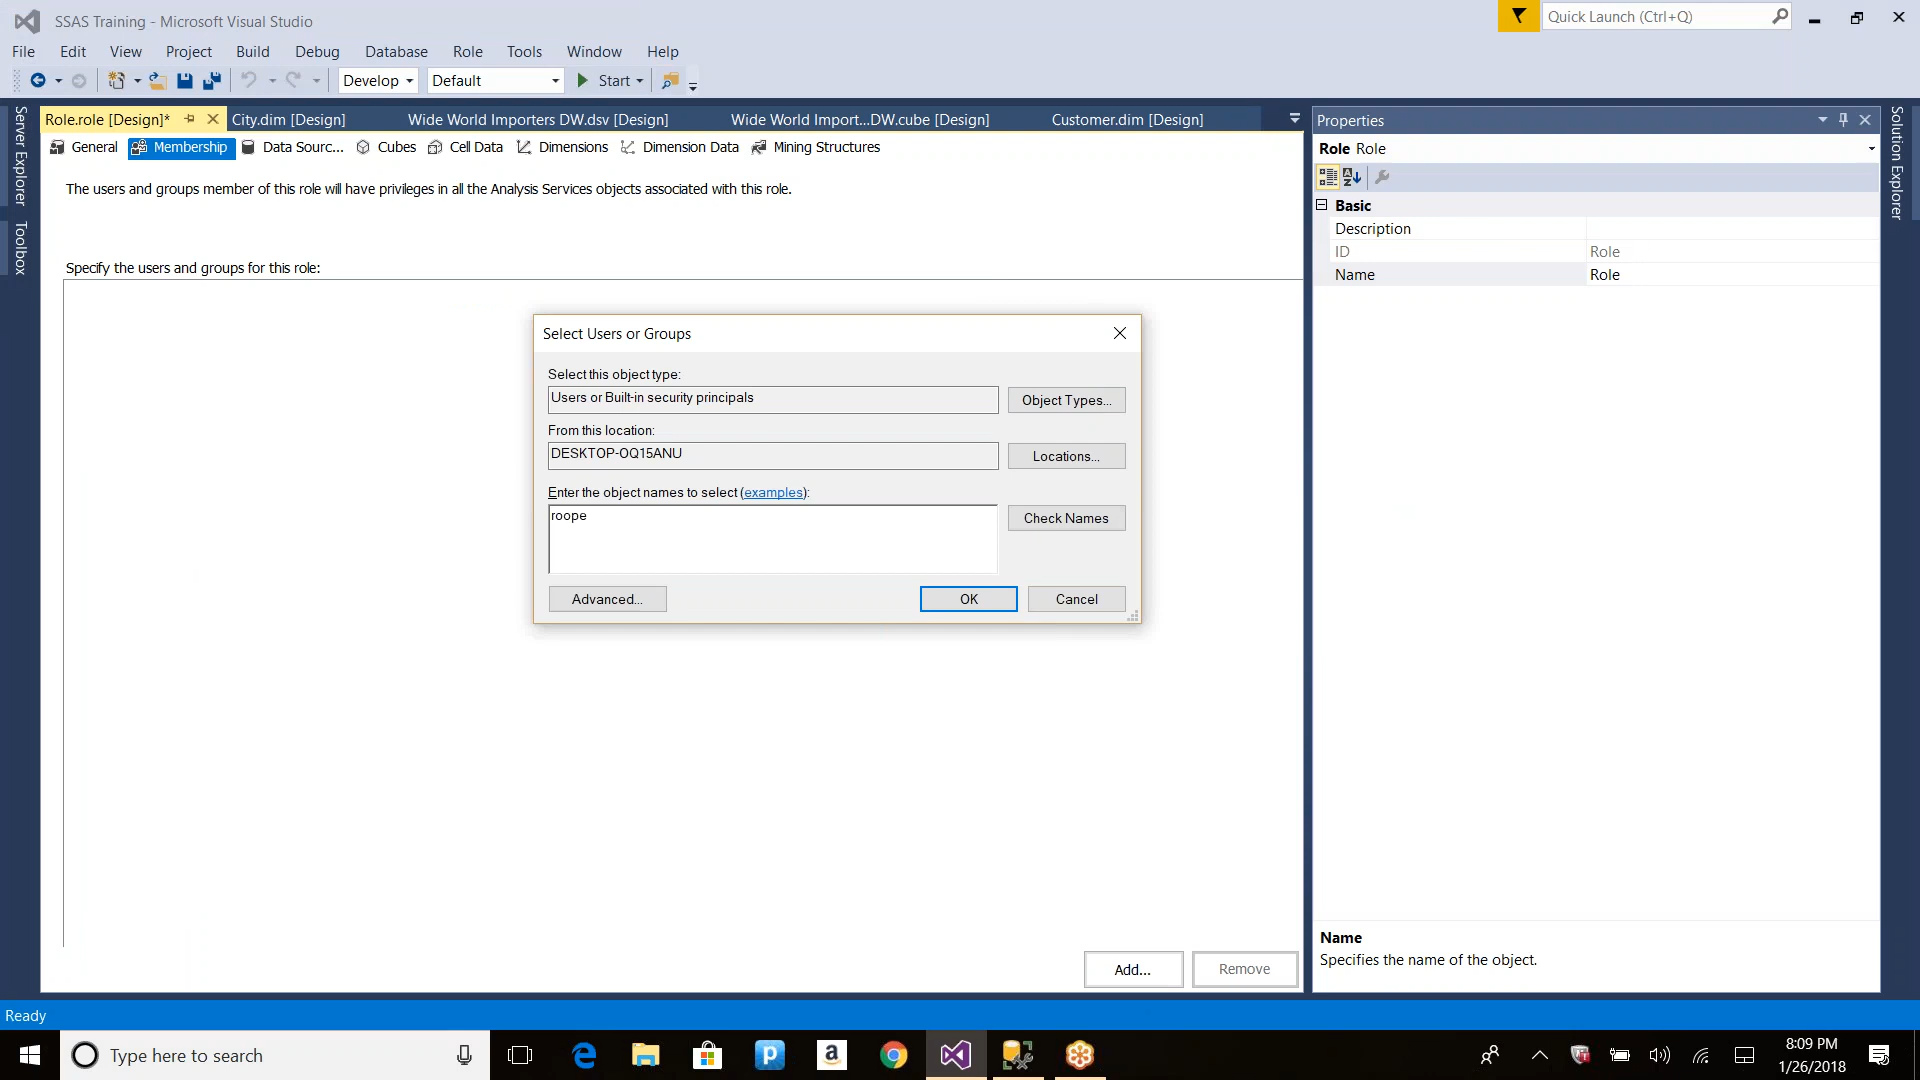 SSAS Training - Microsoft Visual Studio
Quick Launch (Ctrl+Q)
File Edit View Project Build Debug Database Role Tools Window Help
Develop Default Start
Server Explorer
Toolbox
Role.role [Design]* City.dim [Design] Wide World Importers DW.dsv [Design] Wide World Import...DW.cube [Design] Customer.dim [Design]
General Membership Data Sourc... Cubes Cell Data Dimensions Dimension Data Mining Structures
The users and groups member of this role will have privileges in all the Analysis Services objects associated with this role.
Specify the users and groups for this role:
Select Users or Groups
Select this object type:
Users or Built-in security principals
Object Types...
From this location:
DESKTOP-OQ15ANU
Locations...
Enter the object names to select (examples):
roope
Check Names
Advanced...
OK
Cancel
Add...
Remove
Properties
Role Role
Basic
Description
ID Role
Name Role
Name
Specifies the name of the object.
Solution Explorer
Ready
Type here to search
8:09 PM
1/26/2018